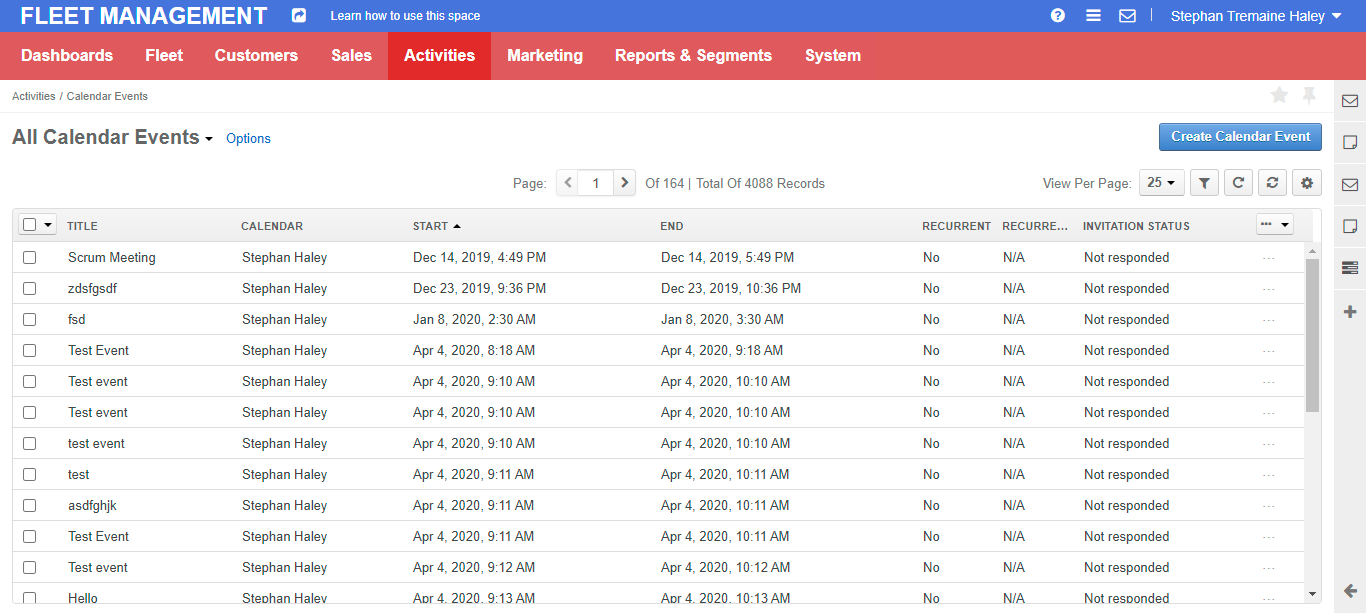 FLEET MANAGEMENT Learn how to use this space Stephan Tremaine Haley
Dashboards Fleet Customers Sales Activities Marketing Reports & Segments System
Activities / Calendar Events
All Calendar Events Options Create Calendar Event
Page: 1 Of 164 | Total Of 4088 Records View Per Page: 25
TITLE CALENDAR START END RECURRENT RECURRE... INVITATION STATUS
Scrum Meeting Stephan Haley Dec 14, 2019, 4:49 PM Dec 14, 2019, 5:49 PM No N/A Not responded ...
zdsfgsdf Stephan Haley Dec 23, 2019, 9:36 PM Dec 23, 2019, 10:36 PM No N/A Not responded ...
fsd Stephan Haley Jan 8, 2020, 2:30 AM Jan 8, 2020, 3:30 AM No N/A Not responded ...
Test Event Stephan Haley Apr 4, 2020, 8:18 AM Apr 4, 2020, 9:18 AM No N/A Not responded ...
Test event Stephan Haley Apr 4, 2020, 9:10 AM Apr 4, 2020, 10:10 AM No N/A Not responded ...
Test event Stephan Haley Apr 4, 2020, 9:10 AM Apr 4, 2020, 10:10 AM No N/A Not responded ...
test event Stephan Haley Apr 4, 2020, 9:10 AM Apr 4, 2020, 10:10 AM No N/A Not responded ...
test Stephan Haley Apr 4, 2020, 9:11 AM Apr 4, 2020, 10:11 AM No N/A Not responded ...
asdfghjk Stephan Haley Apr 4, 2020, 9:11 AM Apr 4, 2020, 10:11 AM No N/A Not responded ...
Test Event Stephan Haley Apr 4, 2020, 9:11 AM Apr 4, 2020, 10:11 AM No N/A Not responded ...
Test event Stephan Haley Apr 4, 2020, 9:12 AM Apr 4, 2020, 10:12 AM No N/A Not responded ...
Hello Stephan Haley Apr 4, 2020, 9:13 AM Apr 4, 2020, 10:13 AM No N/A Not responded ...